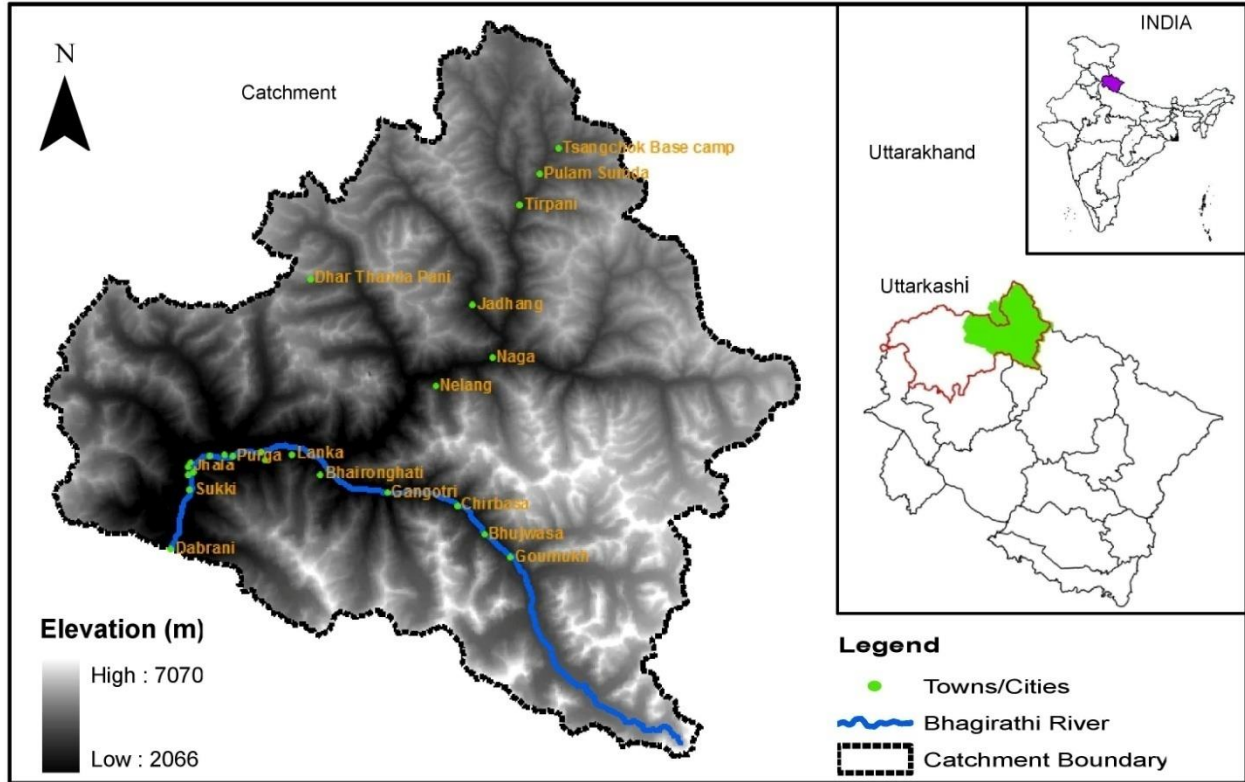 N
Catchment
Tsangchok Base camp
Pulam Sumda
Tirpani
Dhar Thanda Pani
Jadhang
Naga
Nelang
Purga
Lanka
Jhala
Bhaironghati
Sukki
Gangotri
Chirbasa
Bhujwasa
Dabrani
Goumukh
Elevation (m)
High : 7070
Low : 2066
INDIA
Uttarakhand
Uttarkashi
Legend
Towns/Cities
Bhagirathi River
Catchment Boundary